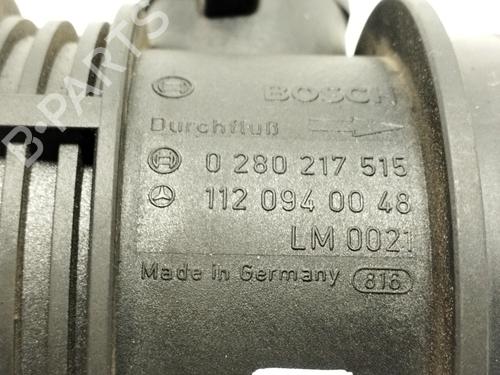 BOSCH
Durchfluß
0 280 217 515
112 094 00 48
LM 0021
Made in Germany 816
B-PARTS